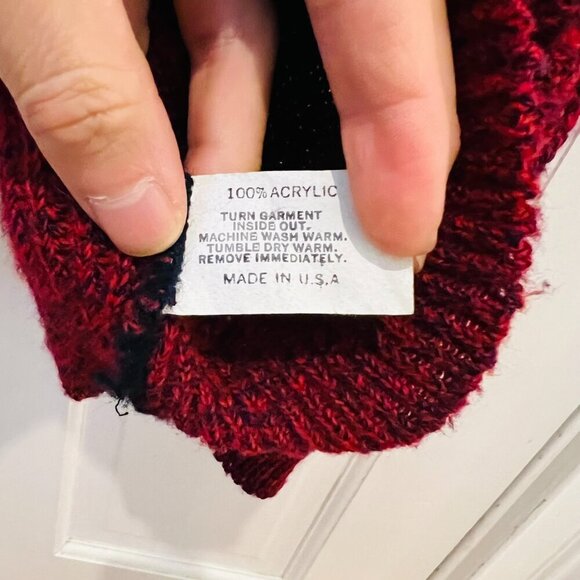 100% ACRYLIC
TURN GARMENT
INSIDE OUT.
MACHINE WASH WARM.
TUMBLE DRY WARM.
REMOVE IMMEDIATELY.
MADE IN U.S.A